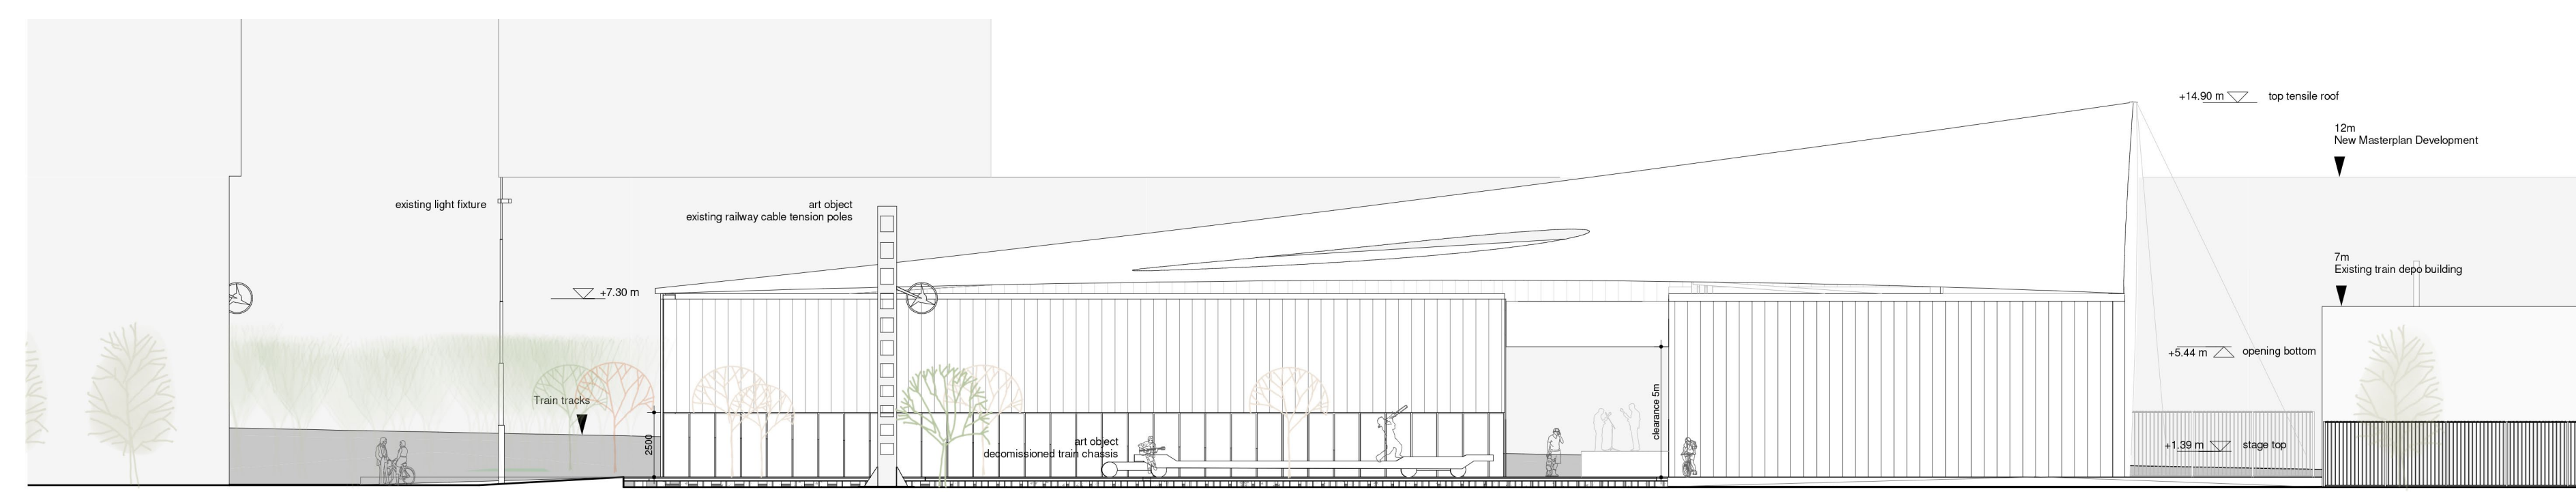 +14.90 m top tensile roof
12m
New Masterplan Development
existing light fixture
art object
existing railway cable tension poles
7m
Existing train depo building
+7.30 m
+5.44 m opening bottom
Train tracks
2500
art object
decomissioned train chassis
clearance 5m
+1.39 m stage top